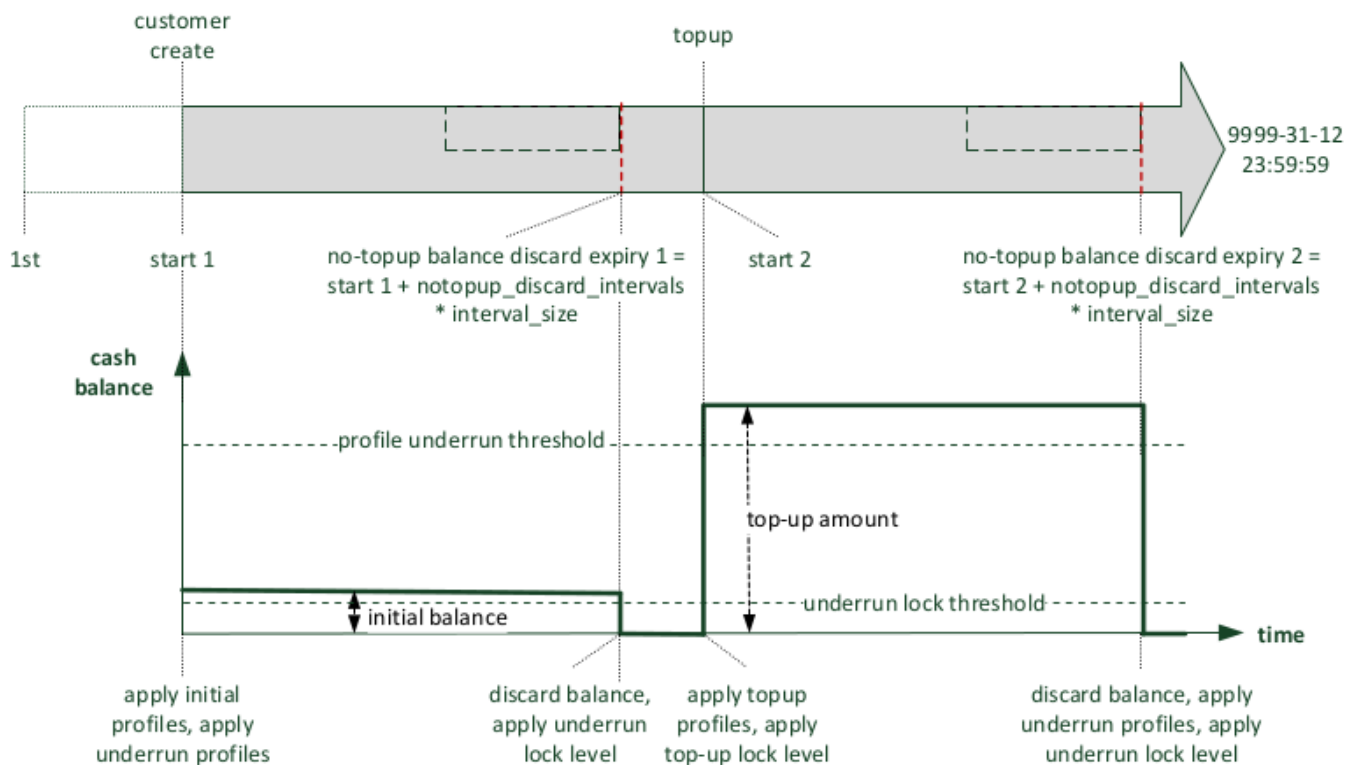 customer
create
topup
9999-31-12
23:59:59
1st
start 1
no-topup balance discard expiry 1 =
start 1 + notopup_discard_intervals
* interval_size
start 2
no-topup balance discard expiry 2 =
start 2 + notopup_discard_intervals
* interval_size
cash
balance
profile underrun threshold
top-up amount
underrun lock threshold
initial balance
time
apply initial
profiles, apply
underrun profiles
discard balance,
apply underrun
lock level
apply topup
profiles, apply
top-up lock level
discard balance, apply
underrun profiles, apply
underrun lock level